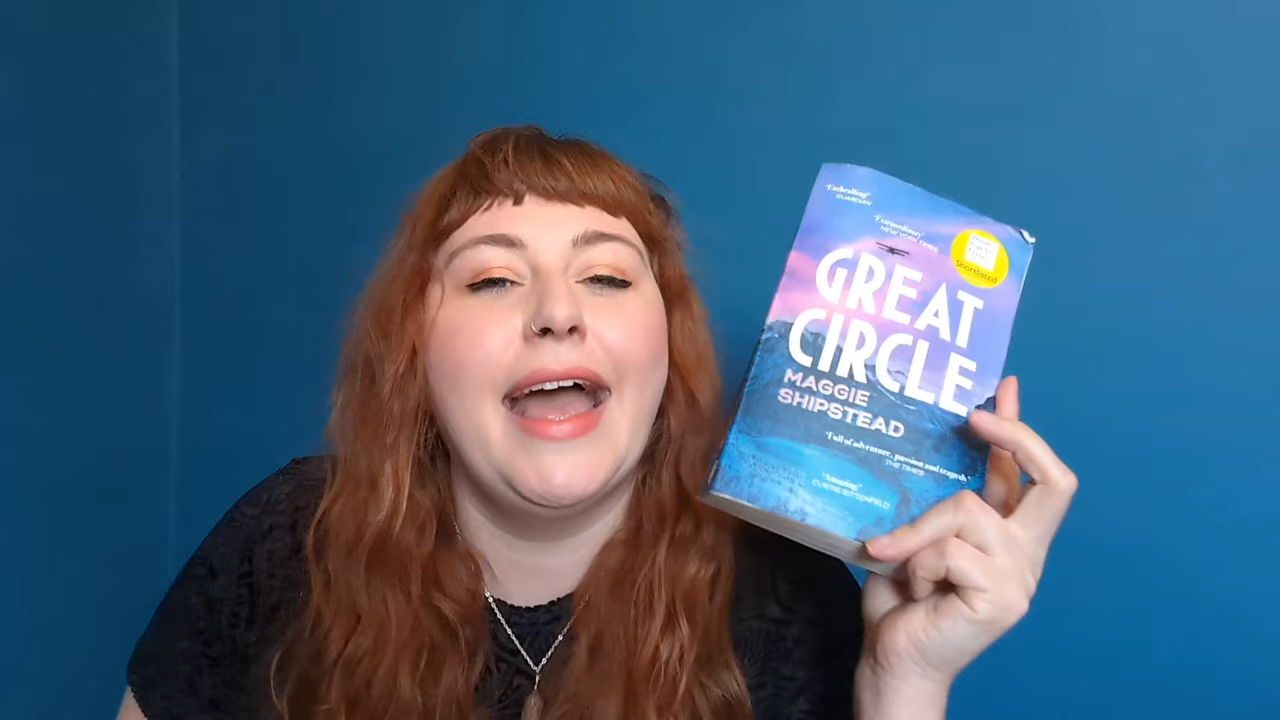 "Enthralling"
GUARDIAN
"Extraordinary"
NEW YORK TIMES
Shortlisted
GREAT
CIRCLE
MAGGIE
SHIPSTEAD
"Full of adventure, passion and tragedy"
THE TIMES
"Amazing"
CURTIS SITTENFELD